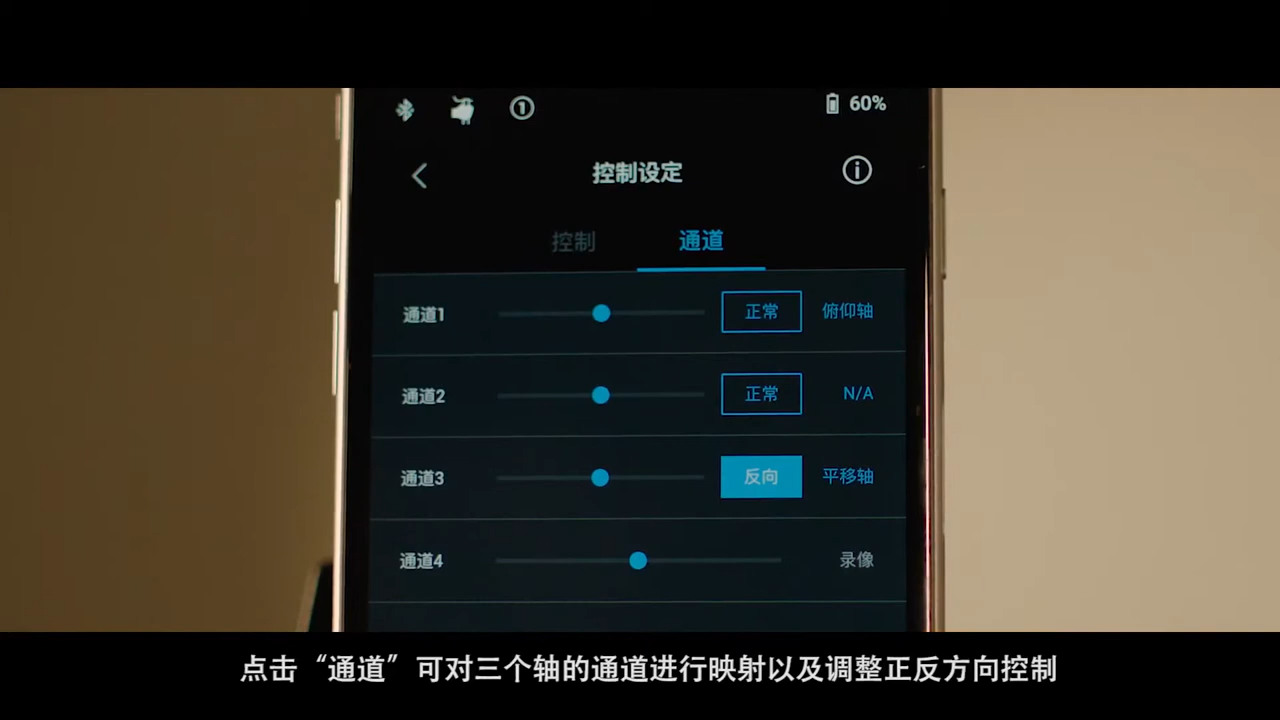 ① 60%
控制设定
控制 通道
通道1 正常 俯仰轴
通道2 正常 N/A
通道3 反向 平移轴
通道4 录像
点击“通道”可对三个轴的通道进行映射以及调整正反方向控制